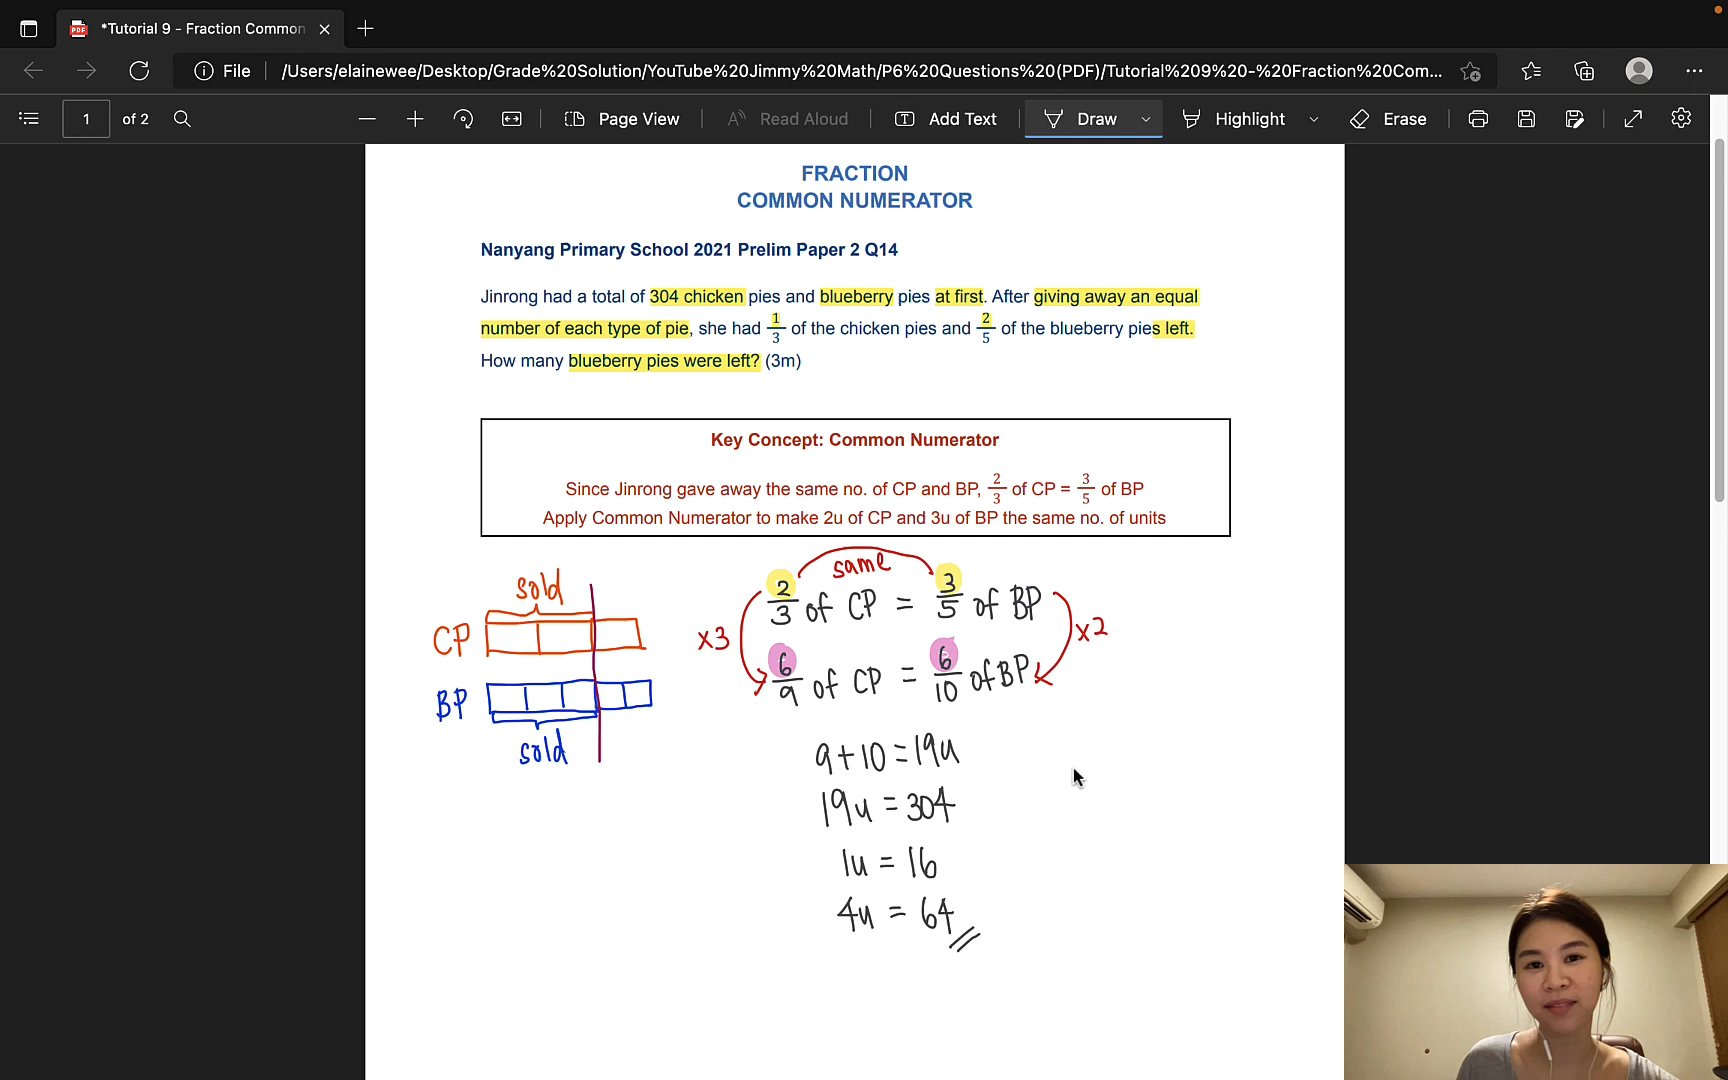 *Tutorial 9 - Fraction Common
File
/Users/elainewee/Desktop/Grade%20Solution/YouTube%20Jimmy%20Math/P6%20Questions%20(PDF)/Tutorial%209%20-%20Fraction%20Com...
1 of 2 Page View Read Aloud Add Text Draw Highlight Erase
FRACTION
COMMON NUMERATOR
Nanyang Primary School 2021 Prelim Paper 2 Q14
Jinrong had a total of 304 chicken pies and blueberry pies at first. After giving away an equal
number of each type of pie, she had 1/3 of the chicken pies and 2/5 of the blueberry pies left.
How many blueberry pies were left? (3m)
Key Concept: Common Numerator
Since Jinrong gave away the same no. of CP and BP, 2/3 of CP = 3/5 of BP
Apply Common Numerator to make 2u of CP and 3u of BP the same no. of units
sold
CP
BP
sold
same
2/3 of CP = 3/5 of BP
x3
x2
6/9 of CP = 6/10 of BP
9+10=19u
19u=304
1u=16
4u=64